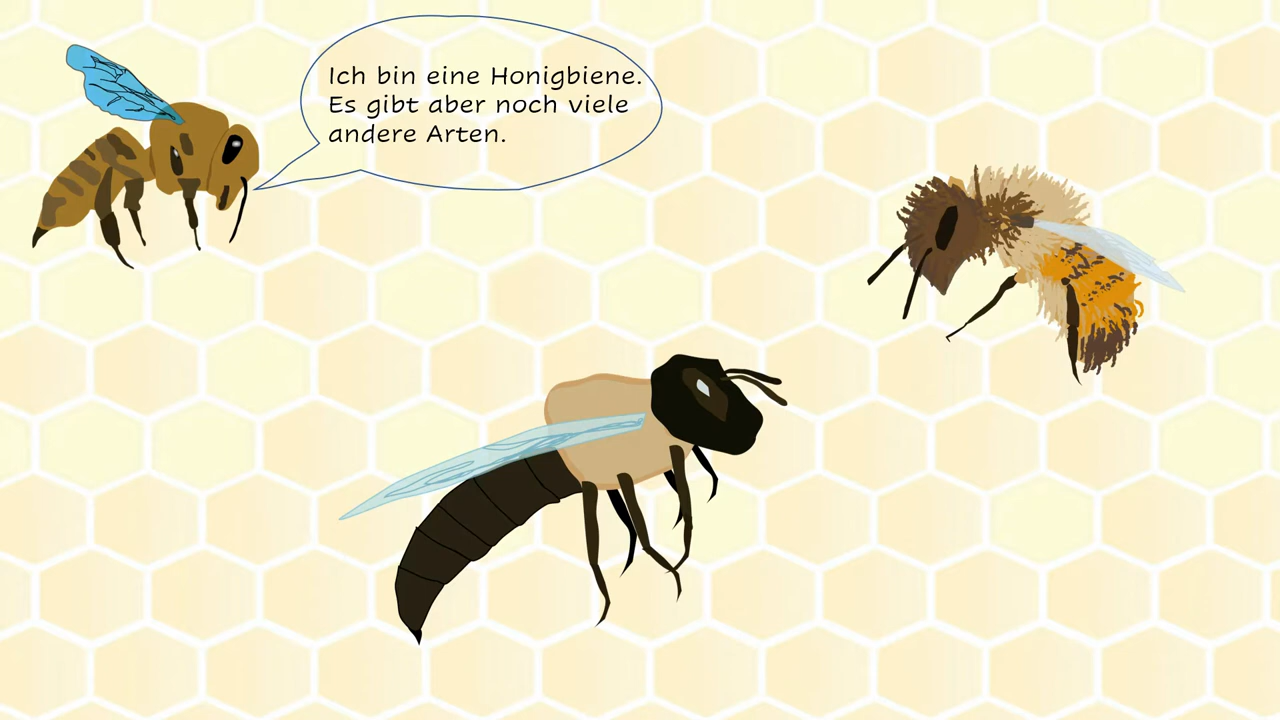 Ich bin eine Honigbiene.
Es gibt aber noch viele
andere Arten.